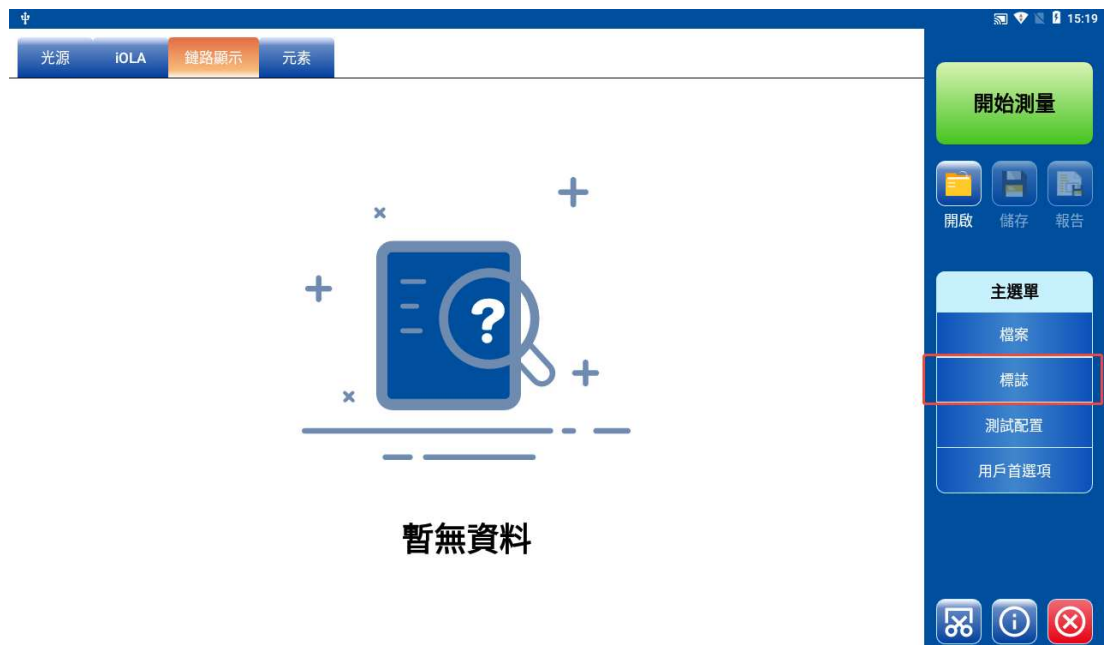 15:19
光源 iOLA 鏈路顯示 元素
開始測量
開啟 儲存 報告
主選單
檔案
標誌
測試配置
用戶首選項
?
暫無資料